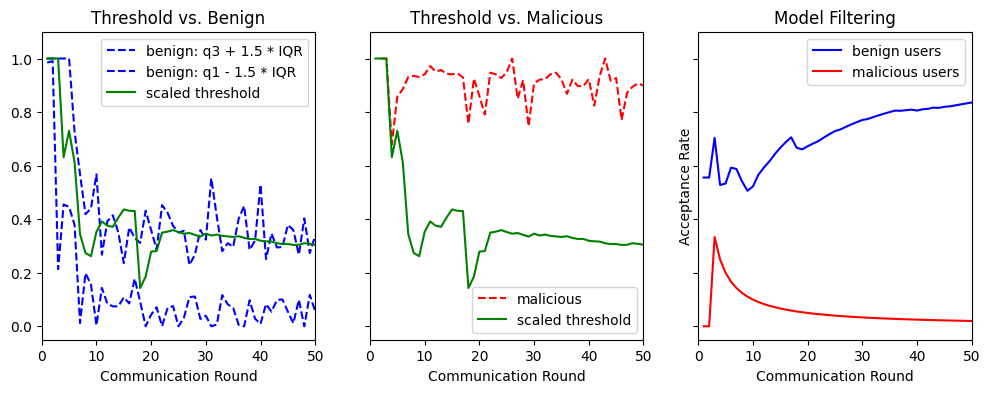 Threshold vs. Benign
benign: q3 + 1.5 * IQR
benign: q1 - 1.5 * IQR
scaled threshold
1.0
0.8
0.6
0.4
0.2
0.0
0
10
20
30
40
50
Communication Round
Threshold vs. Malicious
malicious
scaled threshold
0
10
20
30
40
50
Communication Round
Model Filtering
benign users
malicious users
Acceptance Rate
0
10
20
30
40
50
Communication Round